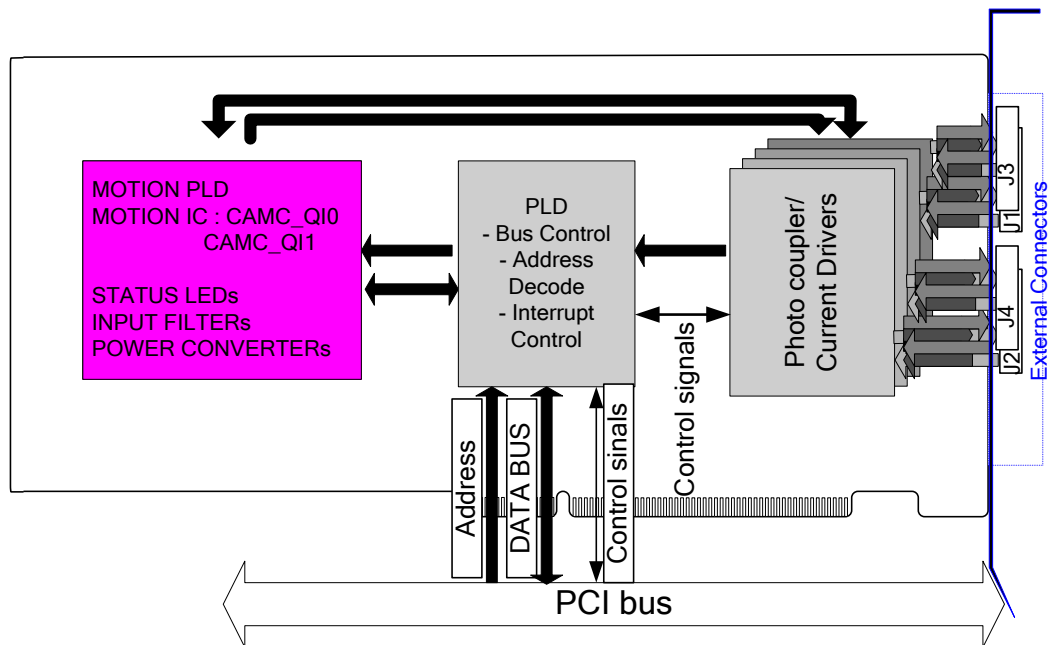 MOTION PLD
MOTION IC : CAMC_QI0
CAMC_QI1
STATUS LEDs
INPUT FILTERs
POWER CONVERTERs
PLD
- Bus Control
- Address
Decode
- Interrupt
Control
Photo coupler/
Current Drivers
J3
J1
J4
J2
External Connectors
Address
DATA BUS
Control sinals
Control signals
PCI bus